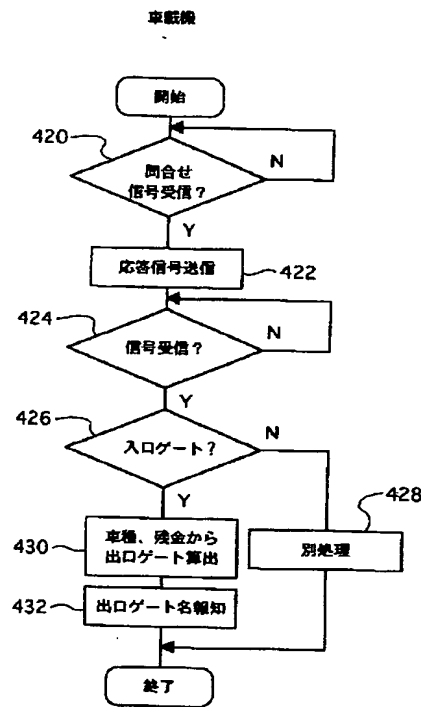 車載機
開始
420
問合せ
信号受信？
N
Y
応答信号送信
422
424
信号受信？
N
Y
426
入口ゲート？
N
Y
428
430
車種、残金から
出口ゲート算出
別処理
432
出口ゲート名報知
終了